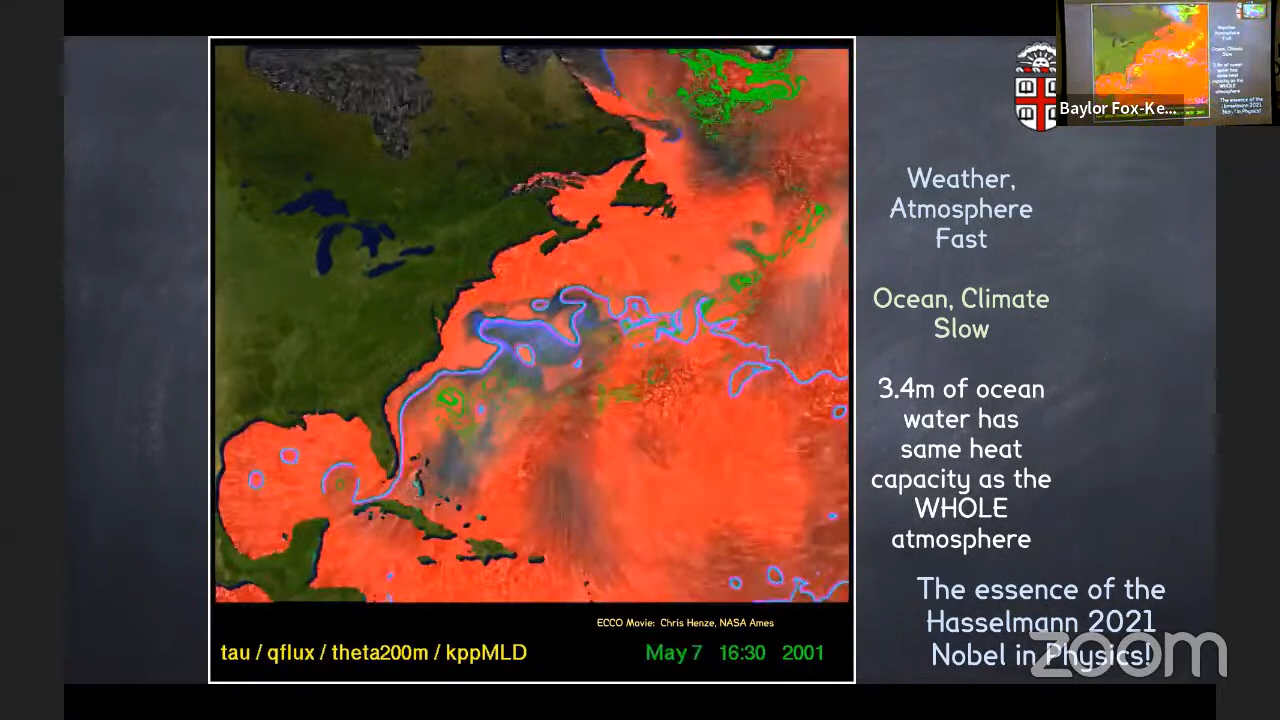 Baylor Fox-Ke...
Weather,
Atmosphere
Fast
Ocean, Climate
Slow
3.4m of ocean
water has
same heat
capacity as the
WHOLE
atmosphere
The essence of the
Hasselmann 2021
Nobel in Physics!
ECCO Movie: Chris Henze, NASA Ames
tau / qflux / theta200m / kppMLD
May 7 16:30 2001
zoom